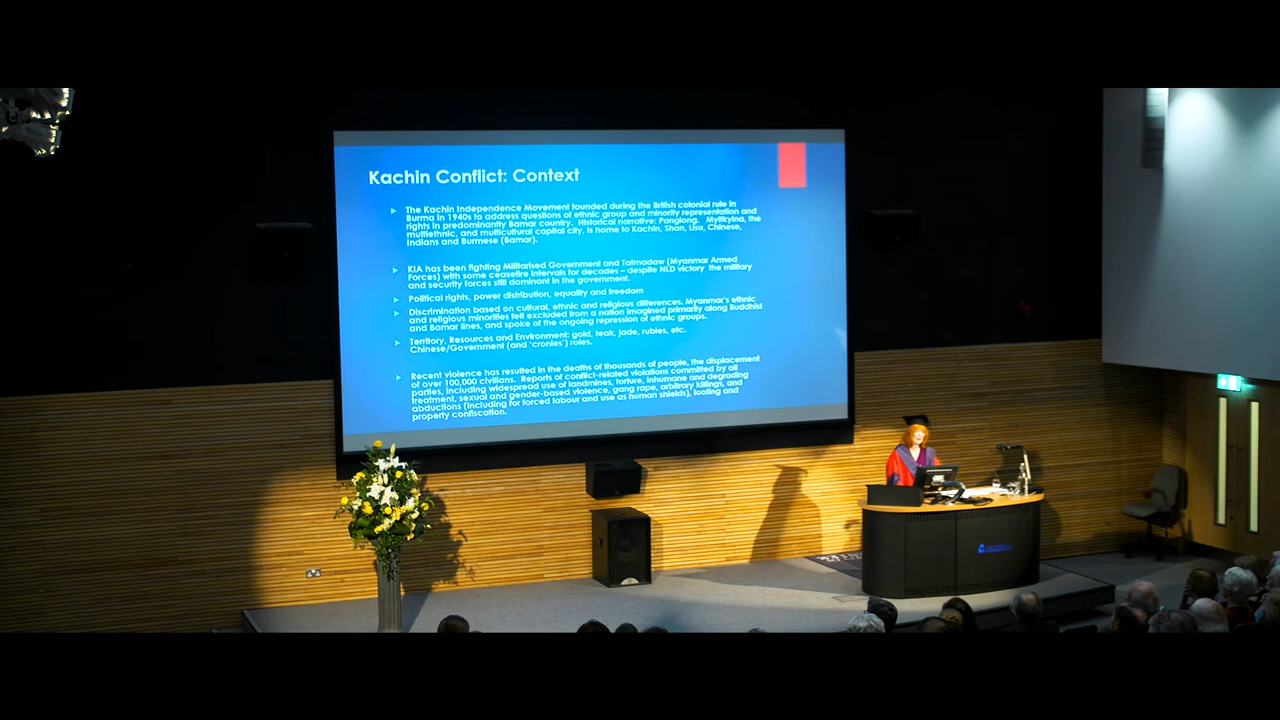 Kachin Conflict: Context
The Kachin Independence Movement founded during the British colonial rule in
Burma in 1940s to address questions of ethnic group and minority representation and
rights in predominantly Bamar country. Historical narrative: Panglong. Myitkyina, the
multiethnic, and multicultural capital city, is home to Kachin, Shan, Lisu, Chinese,
Indians and Burmese (Bamar).
KIA has been fighting Militarised Government and Tatmadaw (Myanmar Armed
Forces) with some ceasefire intervals for decades – despite NLD victory the military
and security forces still dominant in the government.
Political rights, power distribution, equality and freedom
Discrimination based on cultural, ethnic and religious differences. Myanmar's ethnic
and religious minorities felt excluded from a nation imagined primarily along Buddhist
and Bamar lines, and spoke of the ongoing repression of ethnic groups.
Territory, Resources and Environment: gold, teak, jade, rubies, etc.
Chinese/Government (and 'cronies') roles.
Recent violence has resulted in the deaths of thousands of people, the displacement
of over 100,000 civilians. Reports of conflict-related violations committed by all
parties, including widespread use of landmines, torture, inhumane and degrading
treatment, sexual and gender-based violence, gang rape, arbitrary killings, and
abductions (including for forced labour and use as human shields), looting and
property confiscation.